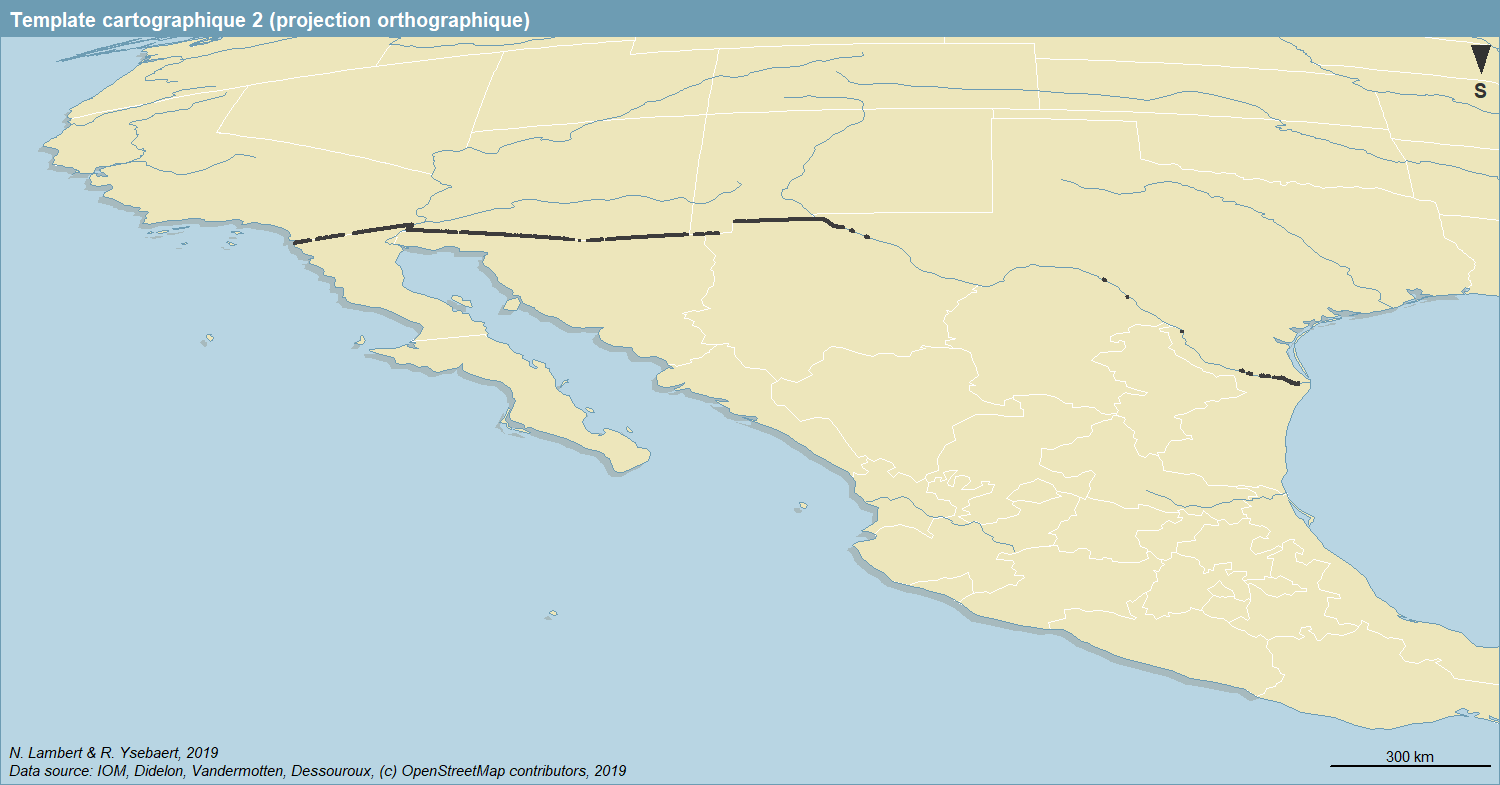 Template cartographique 2 (projection orthographique)
S
N. Lambert & R. Ysebaert, 2019
Data source: IOM, Didelon, Vandermotten, Dessouroux, (c) OpenStreetMap contributors, 2019
300 km